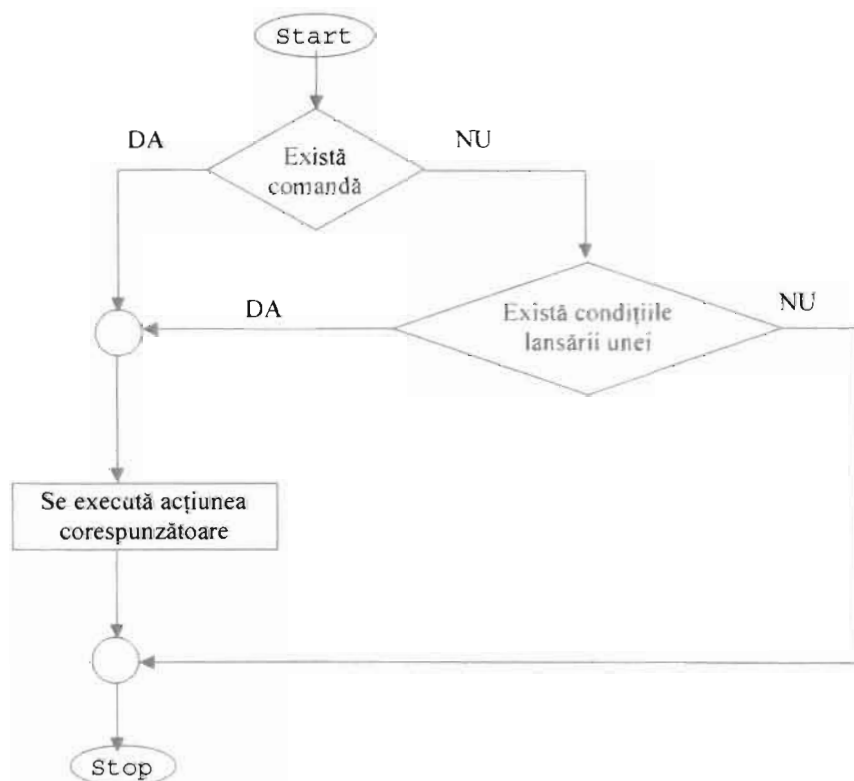 Start
DA
NU
Există
comandă
DA
NU
Există condițiile
lansării unei
Se execută acțiunea
corespunzătoare
Stop